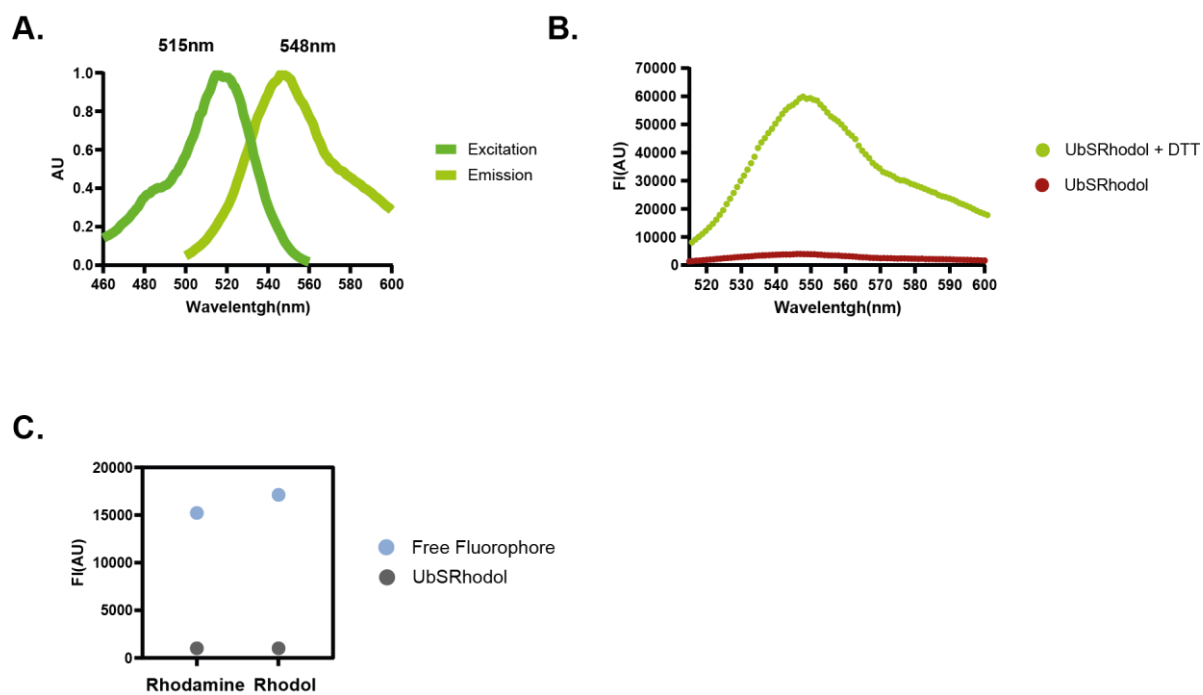 A.
515nm 548nm
1.0
0.8
0.6
0.4
0.2
0.0
AU
460 480 500 520 540 560 580 600
Wavelentgh(nm)
Excitation
Emission
B.
70000
60000
50000
40000
30000
20000
10000
0
FI(AU)
520 530 540 550 560 570 580 590 600
Wavelentgh(nm)
UbSRhodol + DTT
UbSRhodol
C.
20000
15000
10000
5000
0
FI(AU)
Rhodamine Rhodol
Free Fluorophore
UbSRhodol